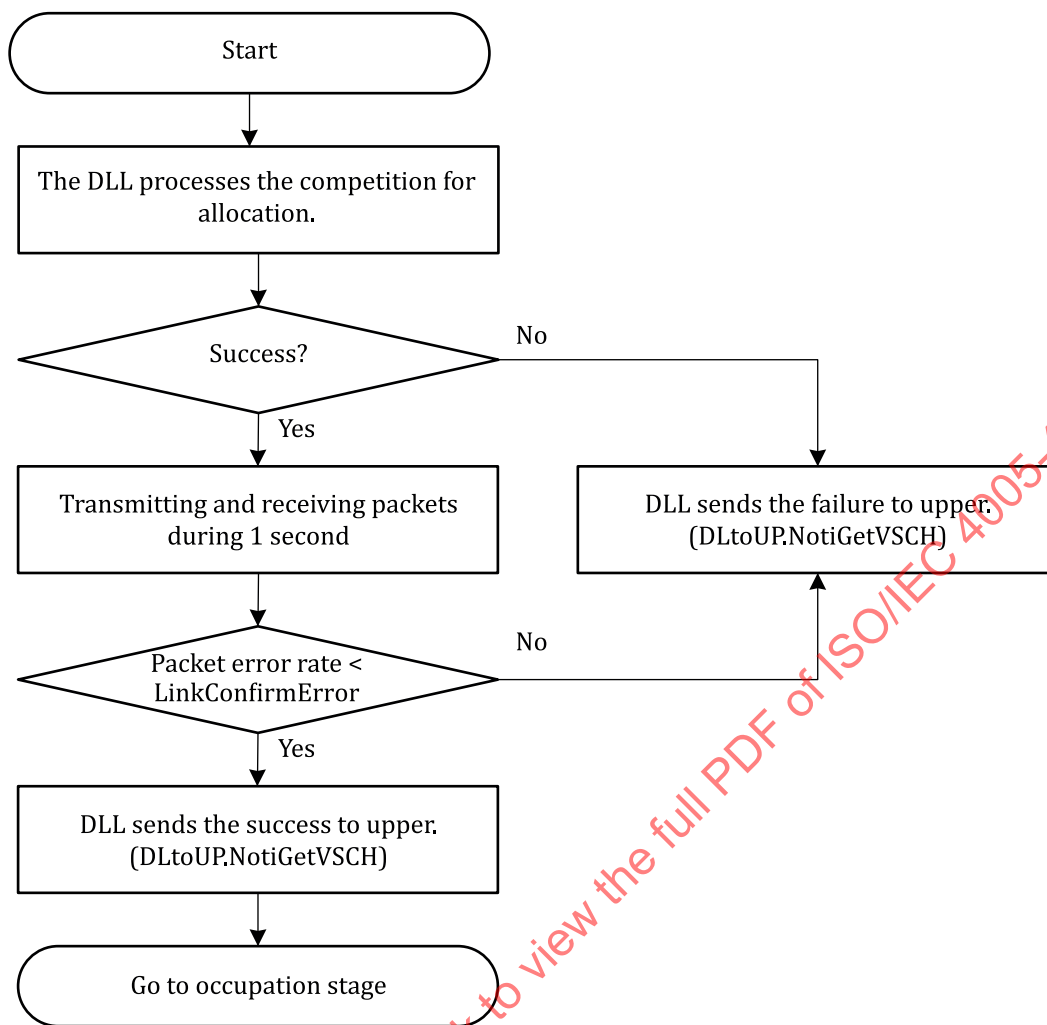 Start
The DLL processes the competition for
allocation.
Success?
No
Yes
Transmitting and receiving packets
during 1 second
DLL sends the failure to upper.
(DLtoUP.NotiGetVSCH)
Packet error rate <
LinkConfirmError
No
Yes
DLL sends the success to upper.
(DLtoUP.NotiGetVSCH)
Go to occupation stage
to view the full PDF of ISO/IEC 4005-